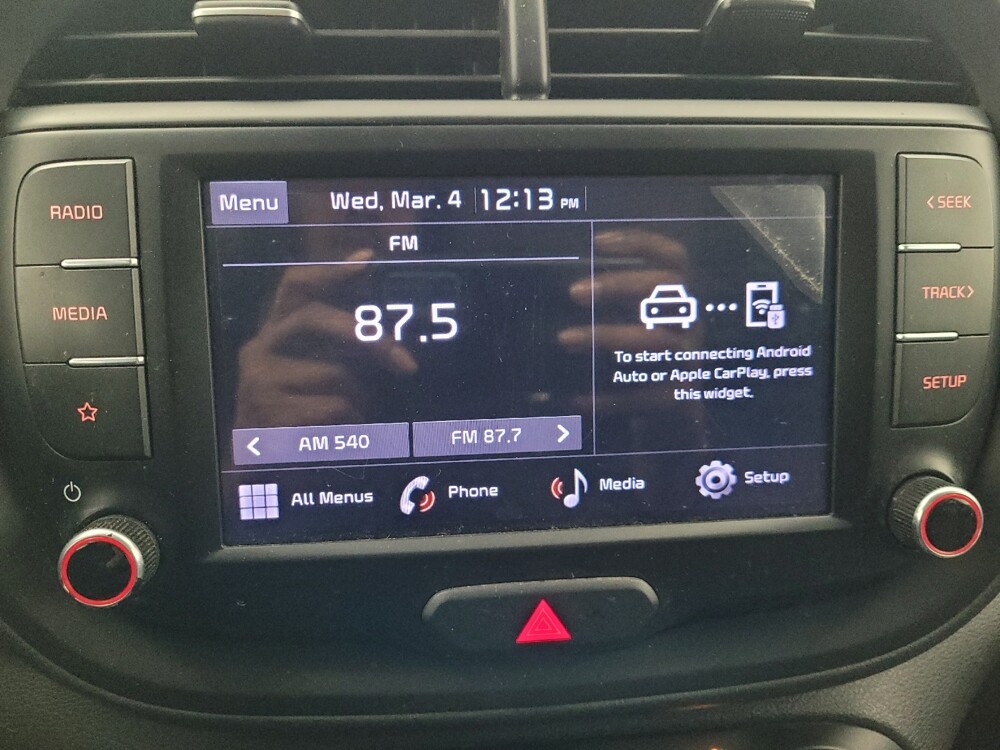 Menu Wed, Mar. 4 12:13 PM
RADIO
MEDIA
FM
87.5
< AM 540 FM 87.7 >
To start connecting Android
Auto or Apple CarPlay, press
this widget.
All Menus Phone Media Setup
< SEEK
TRACK >
SETUP